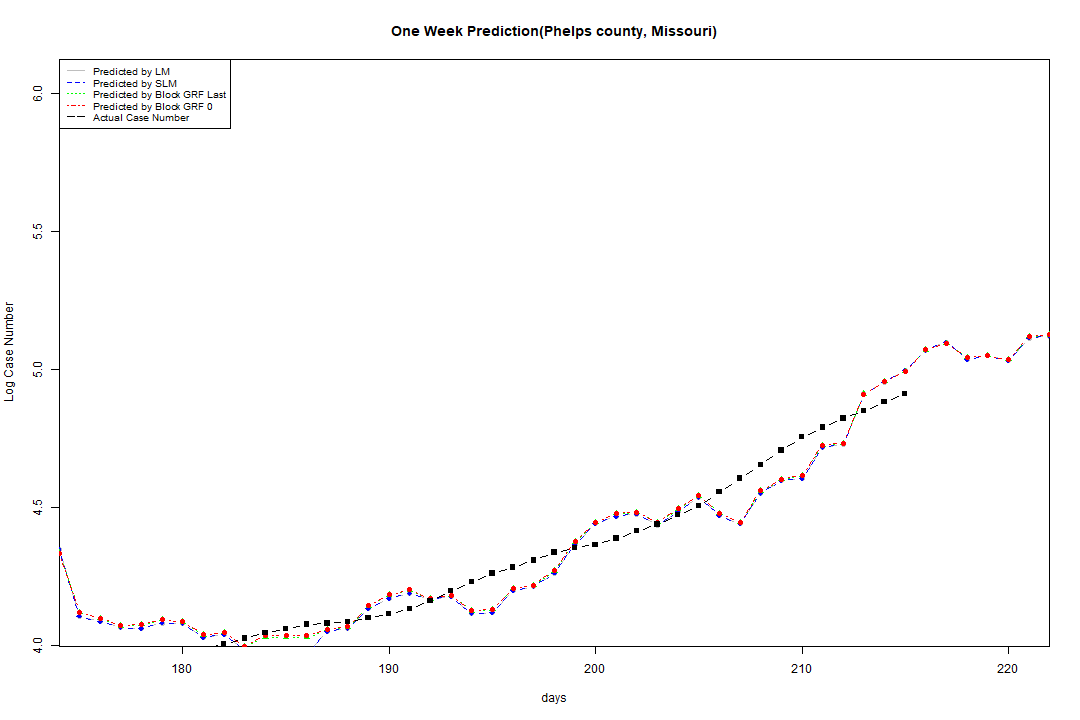 One Week Prediction(Phelps county, Missouri)
Predicted by LM
Predicted by SLM
Predicted by Block GRF Last
Predicted by Block GRF 0
Actual Case Number
6.0
5.5
5.0
4.5
4.0
Log Case Number
180 190 200 210 220
days